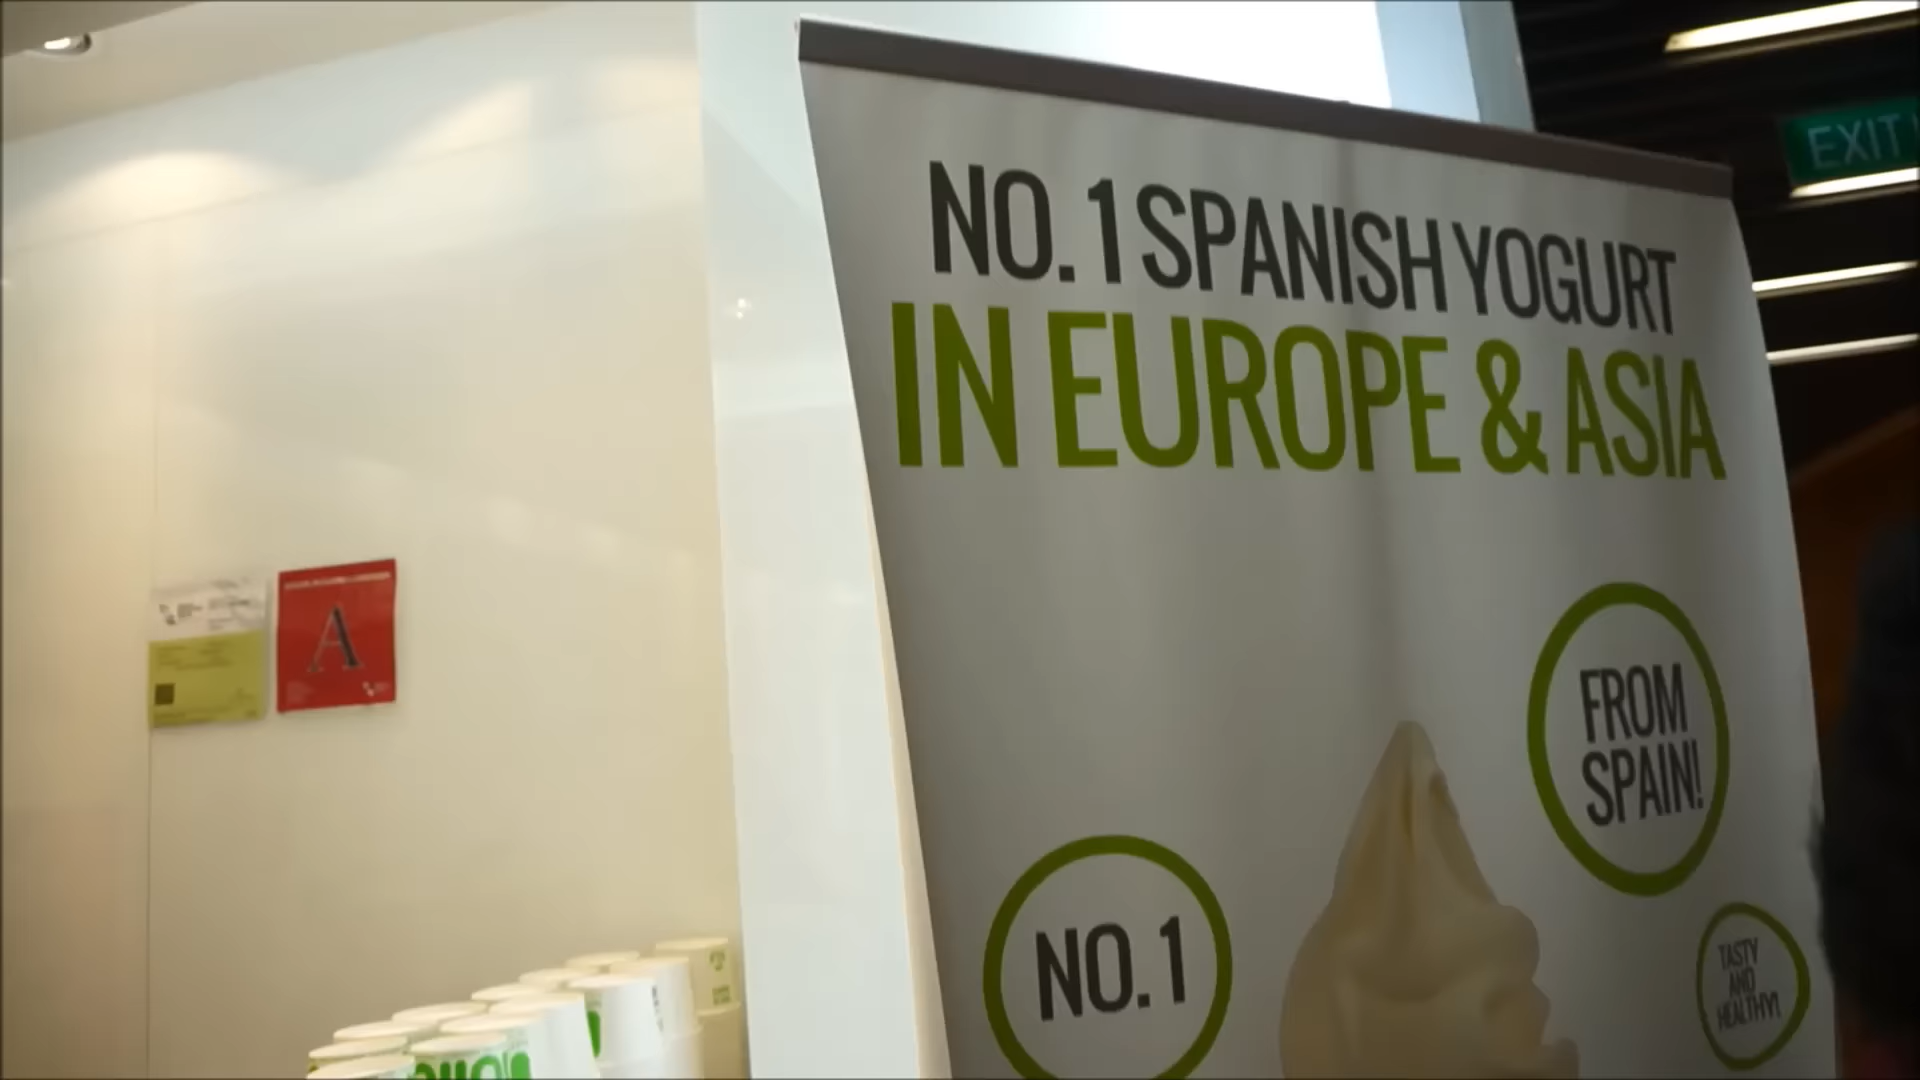 EXIT
NO. 1 SPANISH YOGURT
IN EUROPE & ASIA
FROM
SPAIN!
NO. 1
TASTY
AND
HEALTHY!
A